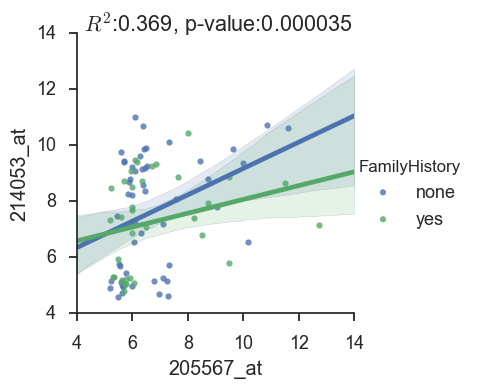 R²:0.369, p-value:0.000035
14
12
10
8
6
4
214053_at
4
6
8
10
12
14
205567_at
FamilyHistory
none
yes